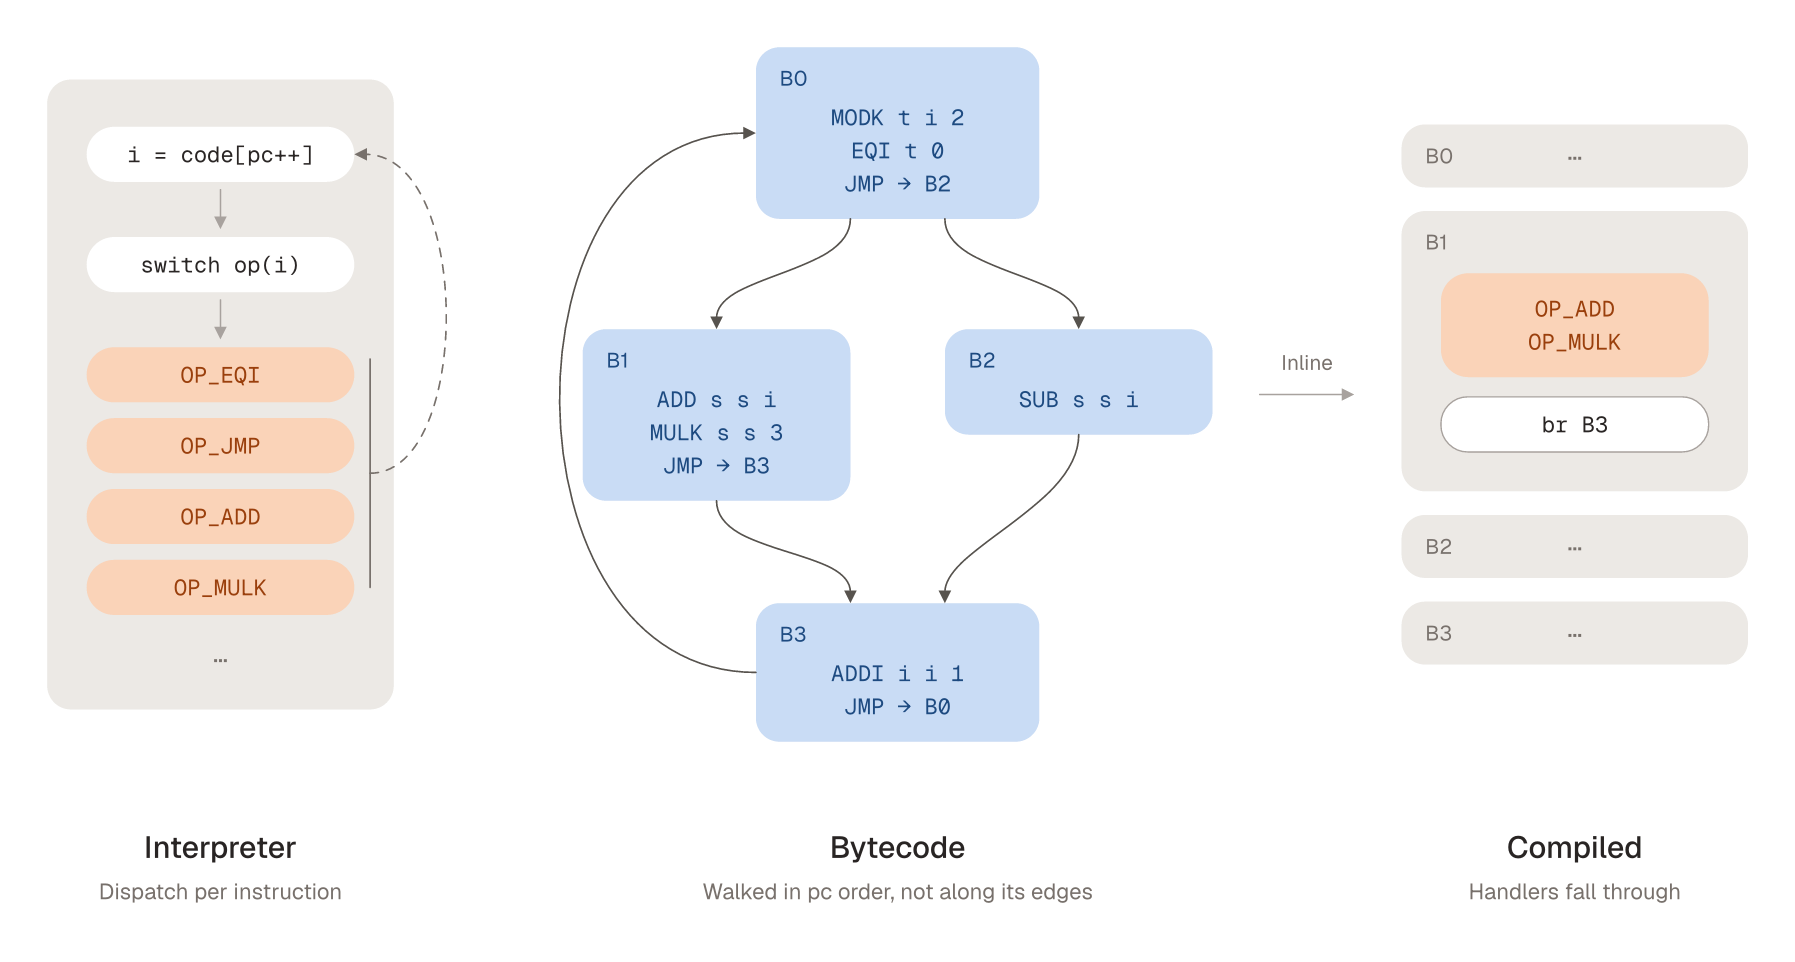 i = code[pc++]
switch op(i)
OP_EQI
OP_JMP
OP_ADD
OP_MULK
…
Interpreter
Dispatch per instruction
B0
MODK t i 2
EQI t 0
JMP → B2
B1
ADD s s i
MULK s s 3
JMP → B3
B2
SUB s s i
B3
ADDI i i 1
JMP → B0
Bytecode
Walked in pc order, not along its edges
Inline
B0 …
B1
OP_ADD
OP_MULK
br B3
B2 …
B3 …
Compiled
Handlers fall through